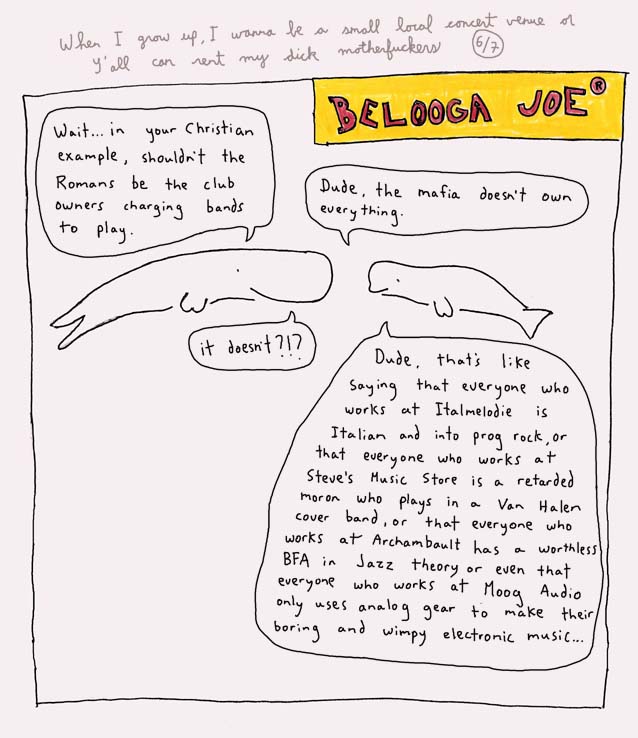 When I grow up, I wanna be a small local concert venue or
Y'all can rent my dick motherfuckers 6/7
BELOOGA JOE®
Wait... in your Christian
example, shouldn't the
Romans be the club
owners charging bands
to play.
Dude, the mafia doesn't own
everything.
it doesn't?!?
Dude, that's like
saying that everyone who
works at Italmelodie is
Italian and into prog rock, or
that everyone who works at
Steve's Music Store is a retarded
moron who plays in a Van Halen
cover band, or that everyone who
works at Archambault has a worthless
BFA in Jazz theory or even that
everyone who works at Moog Audio
only uses analog gear to make their
boring and wimpy electronic music...